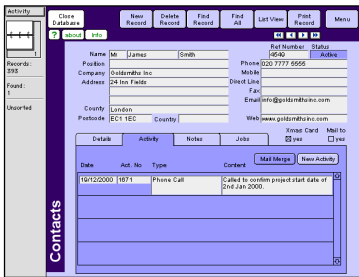 Activity
Close Database
New Record
Delete Record
Find Record
Find All
List View
Print Record
Menu
? about Info
1
Records:
393
Found:
1
Unsorted
Ref Number Status
4549 Active
Name Mr James Smith
Position
Phone 020 7777 5555
Company Goldsmiths Inc
Mobile
Address 24 Inn Fields
Direct Line
Fax
Email info@goldsmithsinc.com
County London
Postcode EC1 1EC Country
Web www.goldsmithsinc.com
Xmas Card Mail to
yes yes
Details Activity Notes Jobs
Mail Merge New Activity
Date Act. No Type Content
19/12/2000 1671 Phone Call Called to confirm project start date of
2nd Jan 2000.
Contacts